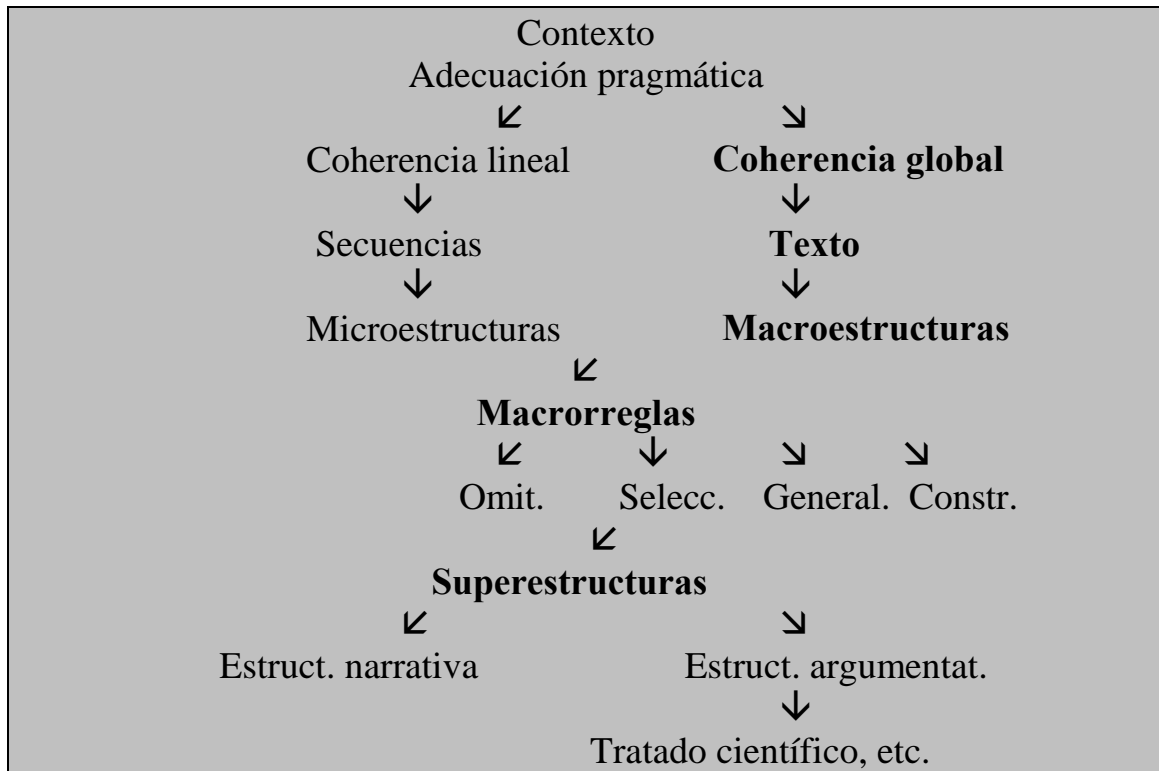 Contexto
Adecuación pragmática
↙ ↘
Coherencia lineal Coherencia global
↓ ↓
Secuencias Texto
↓ ↓
Microestructuras Macroestructuras
↙
Macrorreglas
↙ ↓ ↘ ↘
Omit. Selecc. General. Constr.
↙
Superestructuras
↙ ↘
Estruct. narrativa Estruct. argumentat.
↓
Tratado científico, etc.